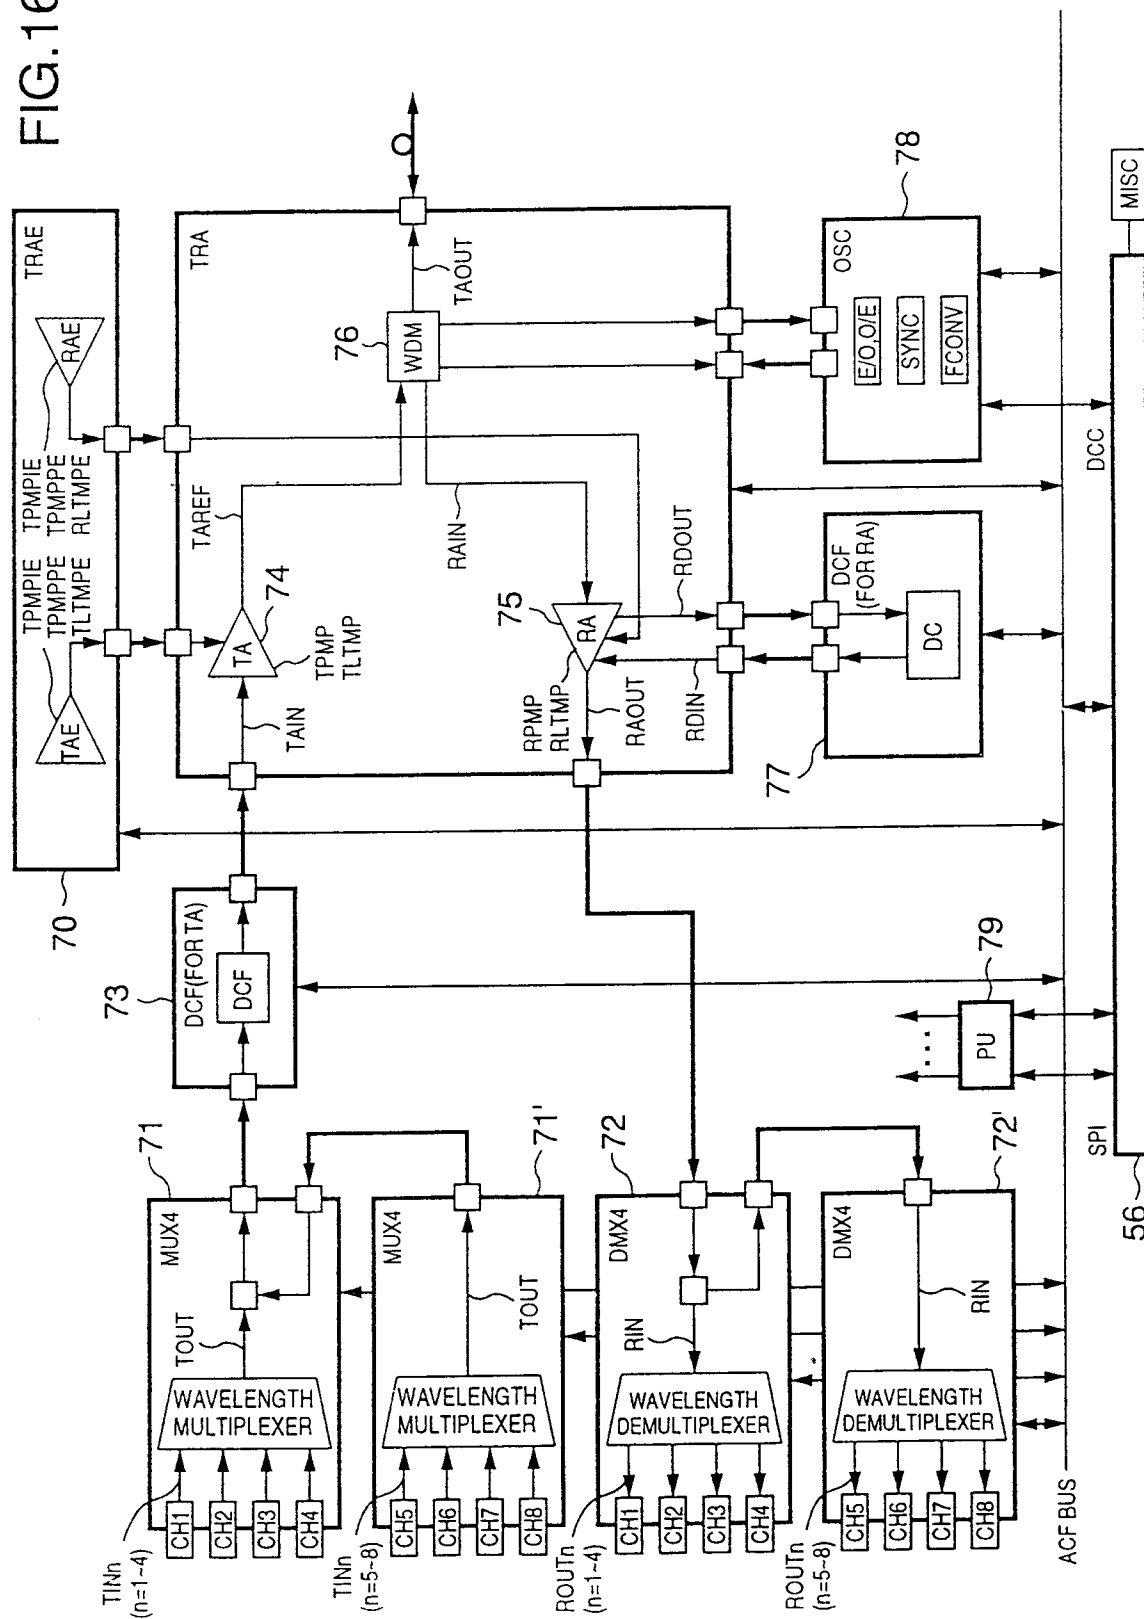 FIG.16
TRAE
TAE
RAE
TPMPIE
TPMPPE
TLTMPE
TPMPIE
TPMPPE
RLTMPE
70
TRA
TAREF
TA
74
TPMP
TLTMP
TAIN
76
WDM
TAOUT
RAIN
75
RA
RPMP
RLTMP
RAOUT
RDIN
RDOUT
73
DCF(FOR TA)
DCF
77
DCF
(FOR RA)
DC
78
OSC
E/O,O/E
SYNC
FCONV
79
PU
71
MUX4
TOUT
WAVELENGTH
MULTIPLEXER
CH1
CH2
CH3
CH4
TINn
(n=1~4)
71'
MUX4
TOUT
WAVELENGTH
MULTIPLEXER
CH5
CH6
CH7
CH8
TINn
(n=5~8)
72
DMX4
RIN
WAVELENGTH
DEMULTIPLEXER
CH1
CH2
CH3
CH4
ROUTn
(n=1~4)
72'
DMX4
RIN
WAVELENGTH
DEMULTIPLEXER
CH5
CH6
CH7
CH8
ROUTn
(n=5~8)
ACF BUS
SPI
DCC
MISC
56